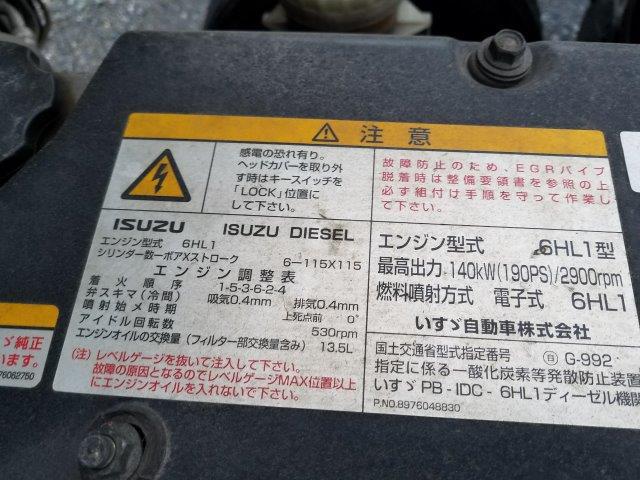 注意
感電の恐れ有り。
ヘッドカバーを取り外
す時はキースイッチを
「LOCK」位置に
して下さい。
故障防止のため、EGRパイプ
脱着時は整備要領書を参照の上
必ず組付け手順を守って作業し
て下さい。
ISUZU ISUZU DIESEL
エンジン型式 6HL1
シリンダー数ーボアXストローク 6-115X115
エンジン調整表
着火順序 1-5-3-6-2-4
弁スキマ(冷間) 吸気0.4mm 排気0.4mm
噴射始メ時期 上死点前 0°
アイドル回転数 530rpm
エンジンオイルの交換量(フィルター部交換量含み) 13.5L
(注)レベルゲージを抜いて注入して下さい。
故障の原因となるのでレベルゲージMAX位置以上
にエンジンオイルを入れないで下さい。
エンジン型式 6HL1型
最高出力 140kW(190PS)/2900rpm
燃料噴射方式 電子式 6HL1
いすゞ自動車株式会社
国土交通省型式指定番号 自 G-992
指定に係る一酸化炭素等発散防止装置
いすゞPB-IDC-6HL1ディーゼル機関
P.NO.8976048830
ゞ純正
います。
76062750